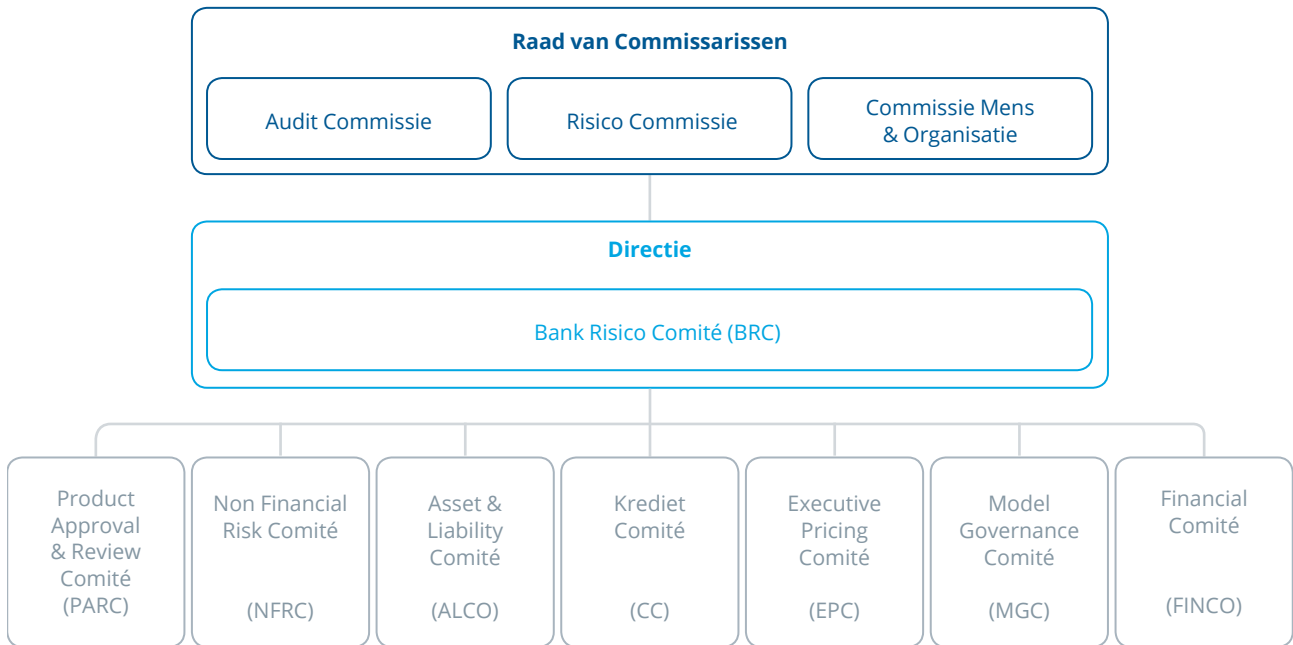 Raad van Commissarissen
Audit Commissie
Risico Commissie
Commissie Mens
& Organisatie
Directie
Bank Risico Comité (BRC)
Product
Approval
& Review
Comité
(PARC)
Non Financial
Risk Comité
(NFRC)
Asset &
Liability
Comité
(ALCO)
Krediet
Comité
(CC)
Executive
Pricing
Comité
(EPC)
Model
Governance
Comité
(MGC)
Financial
Comité
(FINCO)